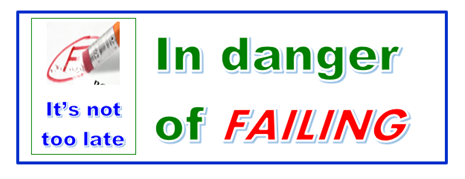 F
It's not
too late
In danger
of FAILING